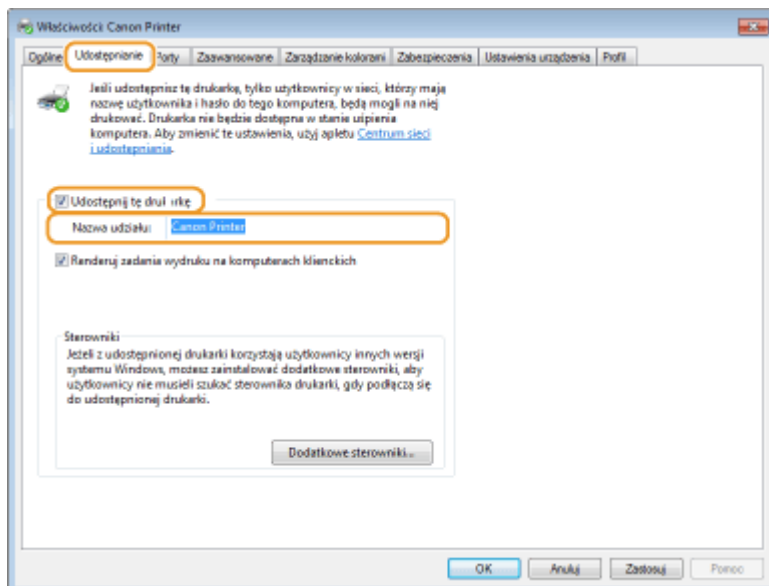 Właściwości: Canon Printer
Ogólne Udostępnianie Porty Zaawansowane Zarządzanie kolorami Zabezpieczenia Ustawienia urządzenia Profil
Jeśli udostępnisz tę drukarkę, tylko użytkownicy w sieci, którzy mają
nazwę użytkownika i hasło do tego komputera, będą mogli na niej
drukować. Drukarka nie będzie dostępna w stanie uśpienia
komputera. Aby zmienić te ustawienia, użyj apletu Centrum sieci
i udostępniania.
Udostępnij tę drukarkę
Nazwa udziału: Canon Printer
Renderuj zadania wydruku na komputerach klienckich
Sterowniki
Jeżeli z udostępnionej drukarki korzystają użytkownicy innych wersji
systemu Windows, możesz zainstalować dodatkowe sterowniki, aby
użytkownicy nie musieli szukać sterownika drukarki, gdy podłączą się
do udostępnionej drukarki.
Dodatkowe sterowniki...
OK Anuluj Zastosuj Pomoc